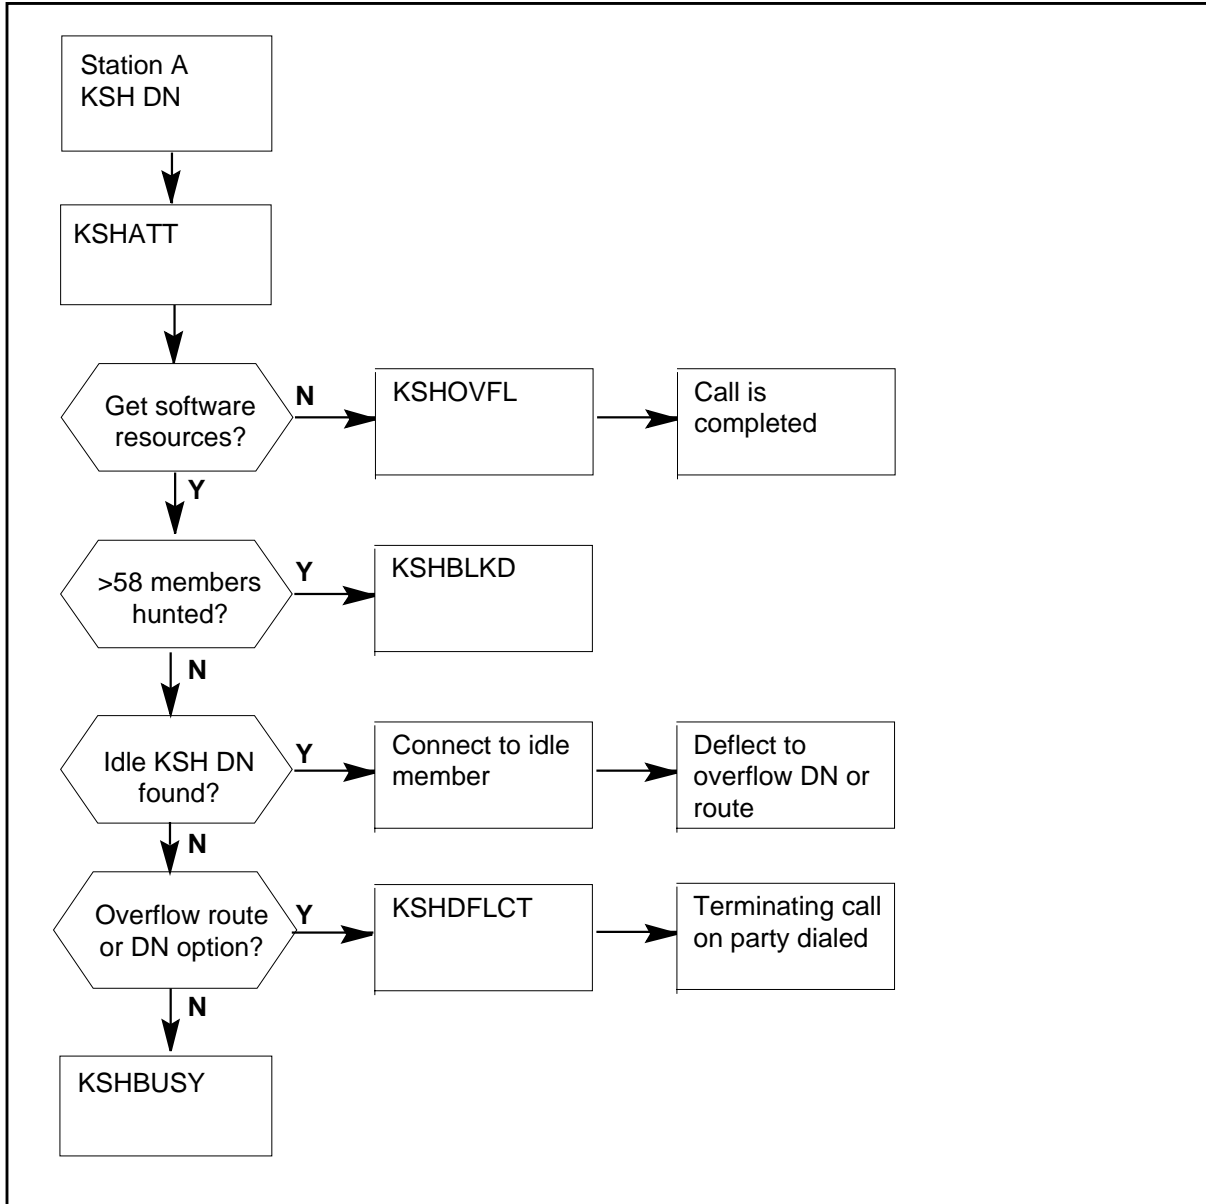 Station A
KSH DN
KSHATT
Get software
resources?
N
KSHOVFL
Call is
completed
Y
>58 members
hunted?
Y
KSHBLKD
N
Idle KSH DN
found?
Y
Connect to idle
member
Deflect to
overflow DN or
route
N
Overflow route
or DN option?
Y
KSHDFLCT
Terminating call
on party dialed
N
KSHBUSY